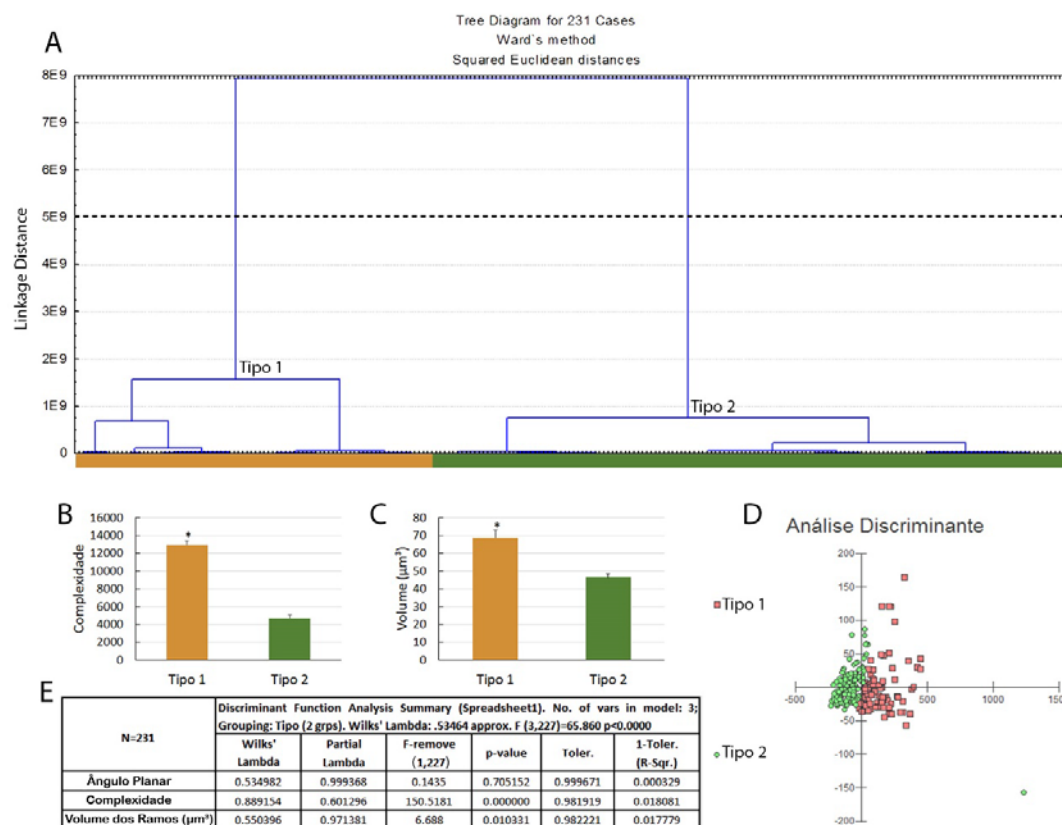 Tree Diagram for 231 Cases
Ward`s method
Squared Euclidean distances
A
8E9
7E9
6E9
5E9
4E9
3E9
2E9
1E9
0
Linkage Distance
Tipo 1
Tipo 2
B
16000
14000
12000
10000
8000
6000
4000
2000
0
Complexidade
*
Tipo 1
Tipo 2
C
80
70
60
50
40
30
20
10
0
Volume (µm³)
*
Tipo 1
Tipo 2
D
Análise Discriminante
200
150
100
50
-50
-100
-150
-200
-500
500
1000
1500
Tipo 1
Tipo 2
E
N=231
Discriminant Function Analysis Summary (Spreadsheet1). No. of vars in model: 3;
Grouping: Tipo (2 grps). Wilks' Lambda: .53464 approx. F (3,227)=65.860 p<0.0000
Wilks' Lambda Partial Lambda F-remove (1,227) p-value Toler. 1-Toler. (R-Sqr.)
Ângulo Planar 0.534982 0.999368 0.1435 0.705152 0.999671 0.000329
Complexidade 0.889154 0.601296 150.5181 0.000000 0.981919 0.018081
Volume dos Ramos (µm³) 0.550396 0.971381 6.688 0.010331 0.982221 0.017779